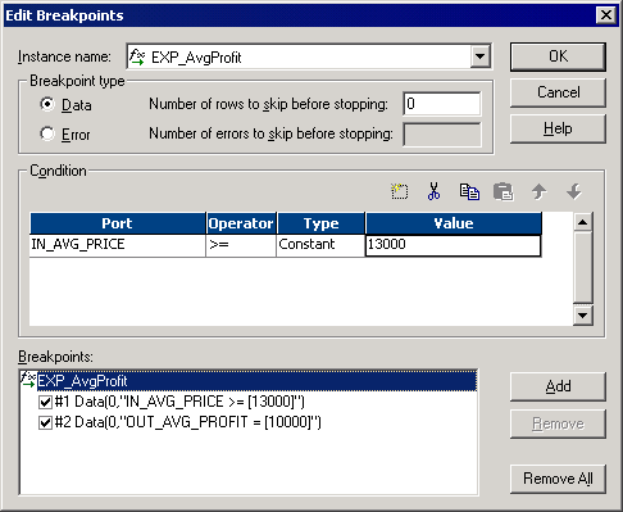 Edit Breakpoints
Instance name: EXP_AvgProfit
OK
Breakpoint type
Data Number of rows to skip before stopping: 0
Cancel
Error Number of errors to skip before stopping:
Help
Condition
Port Operator Type Value
IN_AVG_PRICE >= Constant 13000
Breakpoints:
EXP_AvgProfit
#1 Data(0,"IN_AVG_PRICE >= [13000]")
#2 Data(0,"OUT_AVG_PROFIT = [10000]")
Add
Remove
Remove All